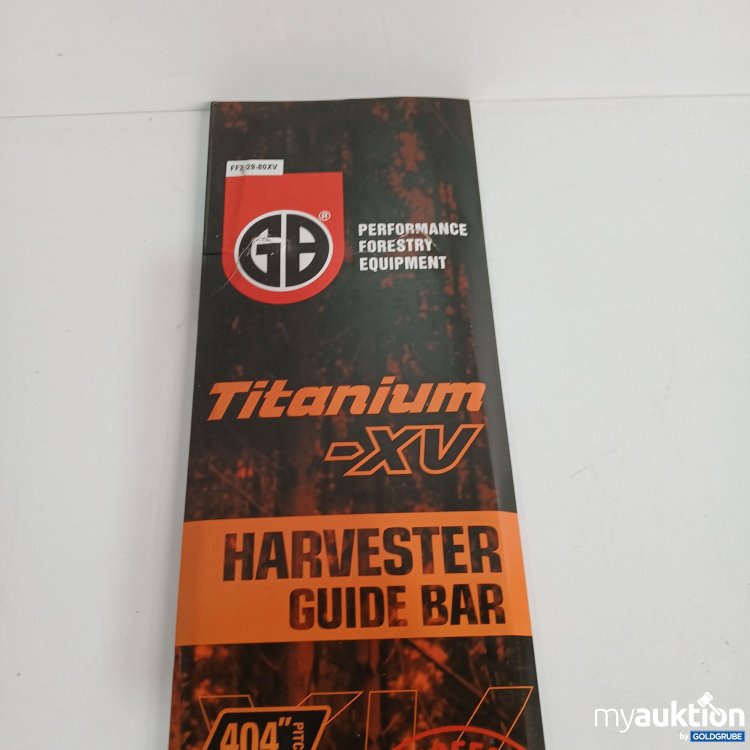 FF2-29-80XV
GB®
PERFORMANCE
FORESTRY
EQUIPMENT
Titanium
-XV
HARVESTER
GUIDE BAR
.404"
myauktion
by GOLDGRUBE